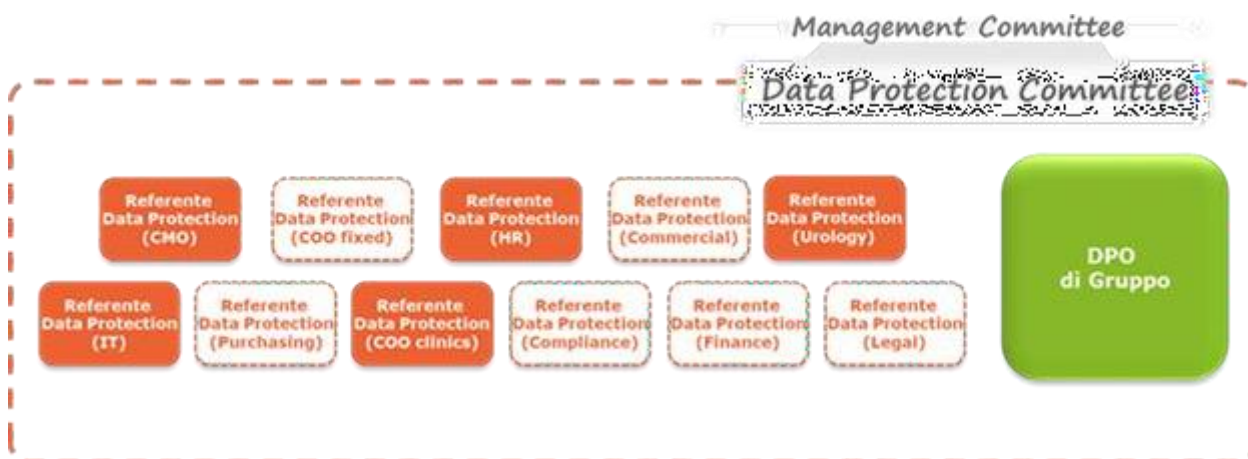 Management Committee
Data Protection Committee
Referente
Data Protection
(CMO)
Referente
Data Protection
(COO fixed)
Referente
Data Protection
(HR)
Referente
Data Protection
(Commercial)
Referente
Data Protection
(Urology)
DPO
di Gruppo
Referente
Data Protection
(IT)
Referente
Data Protection
(Purchasing)
Referente
Data Protection
(COO clinics)
Referente
Data Protection
(Compliance)
Referente
Data Protection
(Finance)
Referente
Data Protection
(Legal)